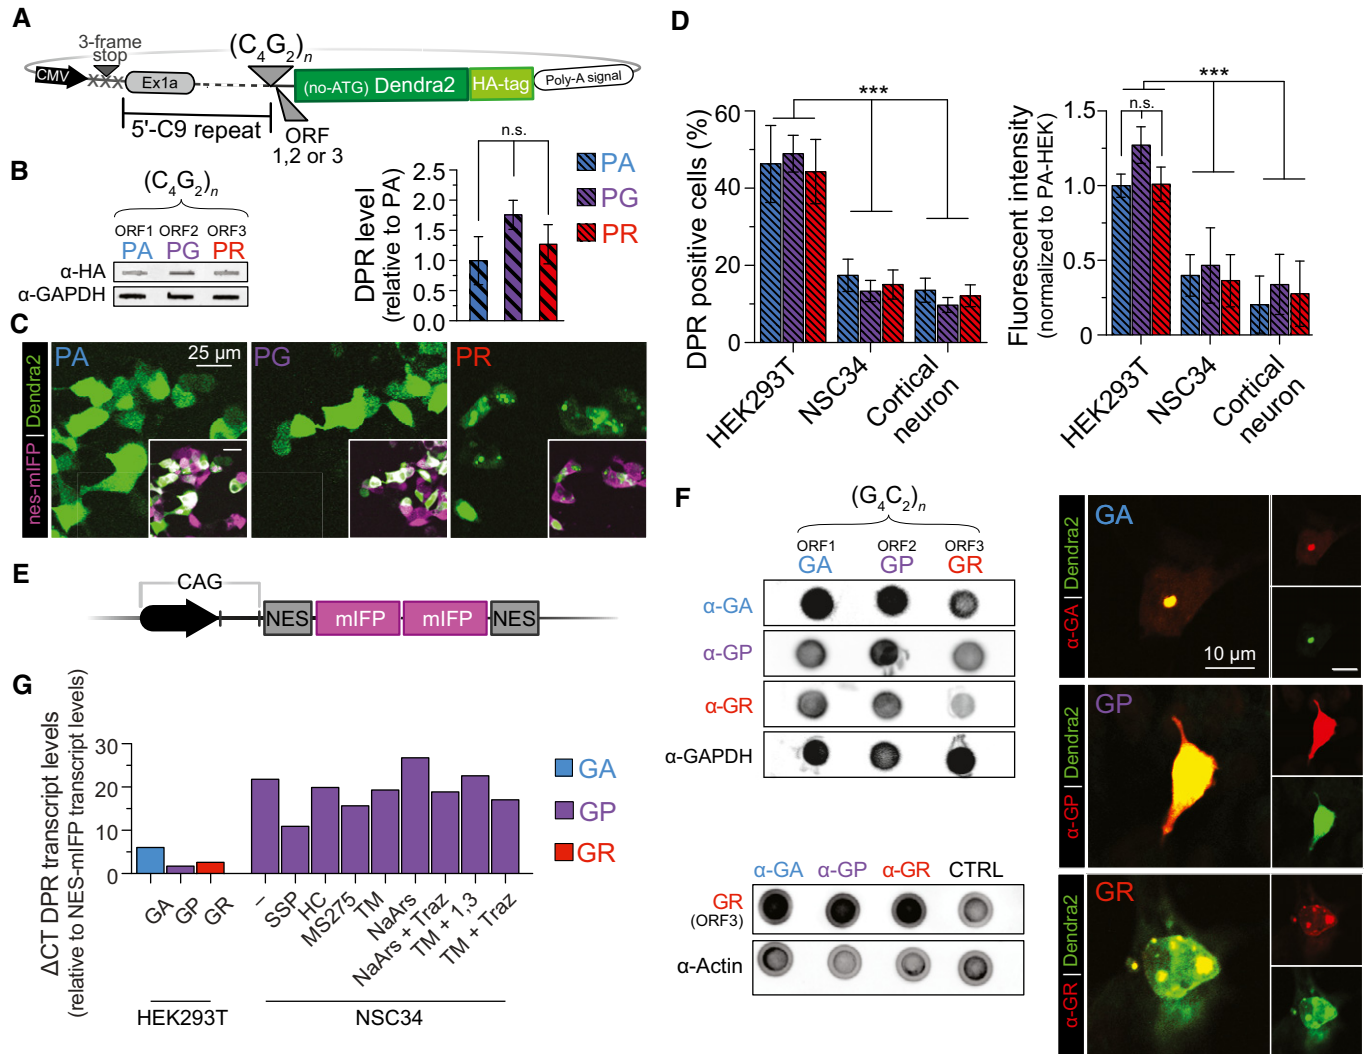 A
3-frame
stop
(C4G2)n
CMV
XXX
Ex1a
(no-ATG) Dendra2
HA-tag
Poly-A signal
5'-C9 repeat
ORF
1,2 or 3
B
(C4G2)n
ORF1 ORF2 ORF3
PA PG PR
α-HA
α-GAPDH
DPR level
(relative to PA)
2.5
2.0
1.5
1.0
0.5
0.0
n.s.
PA
PG
PR
C
nes-mIFP | Dendra2
PA
25 µm
PG
PR
D
DPR positive cells (%)
60
40
20
0
***
HEK293T
NSC34
Cortical
neuron
Fluorescent intensity
(normalized to PA-HEK)
1.5
1.0
0.5
0
***
n.s.
HEK293T
NSC34
Cortical
neuron
E
CAG
NES
mIFP
mIFP
NES
F
(G4C2)n
ORF1 ORF2 ORF3
GA GP GR
α-GA
α-GP
α-GR
α-GAPDH
α-GA α-GP α-GR CTRL
GR
(ORF3)
α-Actin
α-GA | Dendra2
GA
10 µm
α-GP | Dendra2
GP
α-GR | Dendra2
GR
G
ΔCT DPR transcript levels
(relative to NES-mIFP transcript levels)
30
20
10
0
GA
GP
GR
–
SSP
HC
MS275
TM
NaArs
NaArs + Traz
TM + 1,3
TM + Traz
HEK293T
NSC34
GA
GP
GR